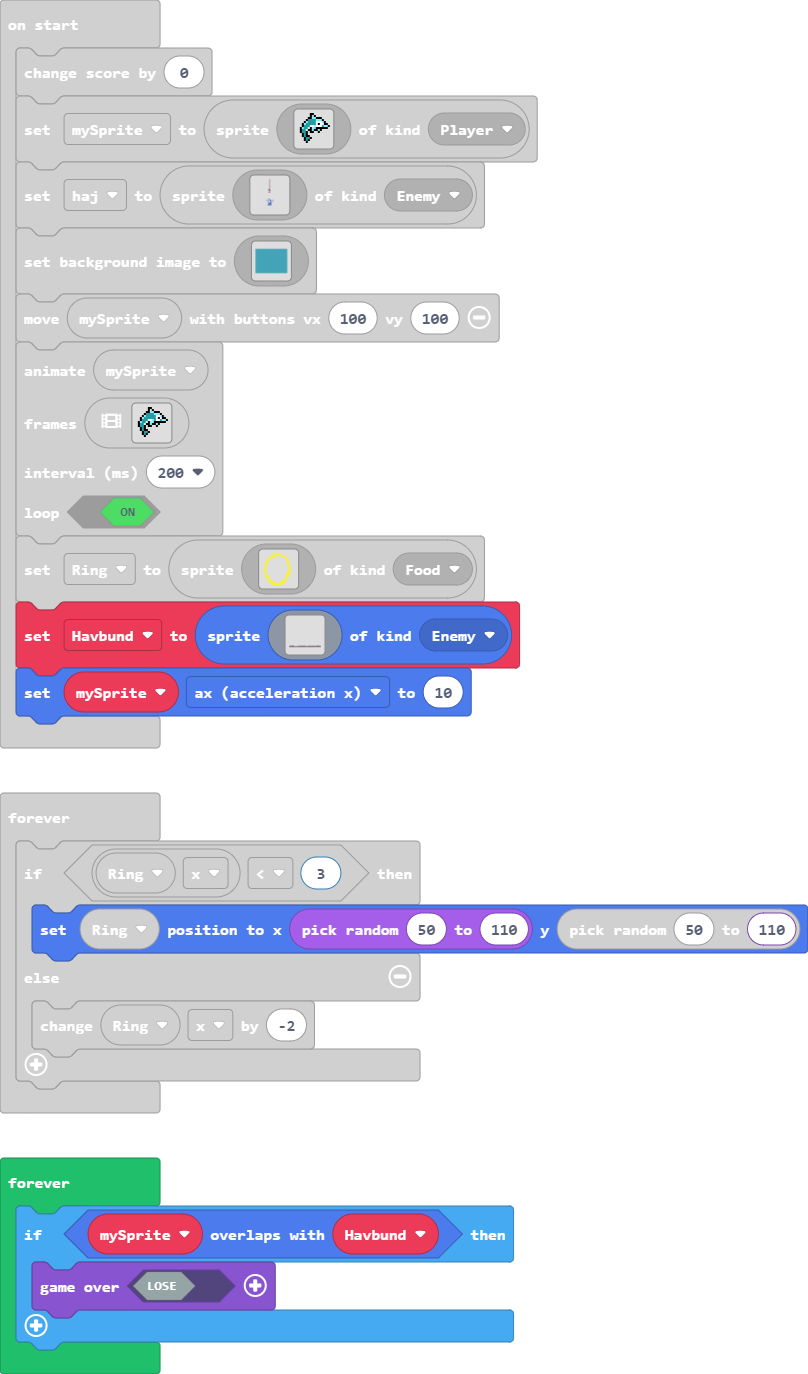 on start
change score by 0
set mySprite to sprite of kind Player
set haj to sprite of kind Enemy
set background image to
move mySprite with buttons vx 100 vy 100
animate mySprite
frames
interval (ms) 200
loop ON
set Ring to sprite of kind Food
set Havbund to sprite of kind Enemy
set mySprite ax (acceleration x) to 10
forever
if Ring x < 3 then
set Ring position to x pick random 50 to 110 y pick random 50 to 110
else
change Ring x by -2
forever
if mySprite overlaps with Havbund then
game over LOSE